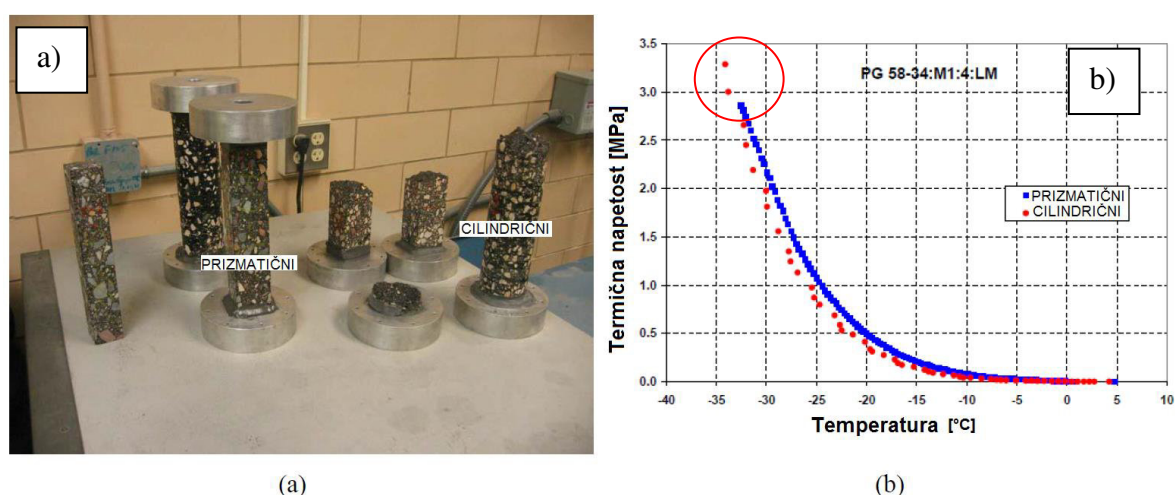 a)
PRIZMATIČNI
CILINDRIČNI
(a)
b)
PG 58-34:M1:4:LM
Termična napetost [MPa]
3.5
3.0
2.5
2.0
1.5
1.0
0.5
0.0
PRIZMATIČNI
CILINDRIČNI
-40 -35 -30 -25 -20 -15 -10 -5 0 5 10
Temperatura [°C]
(b)